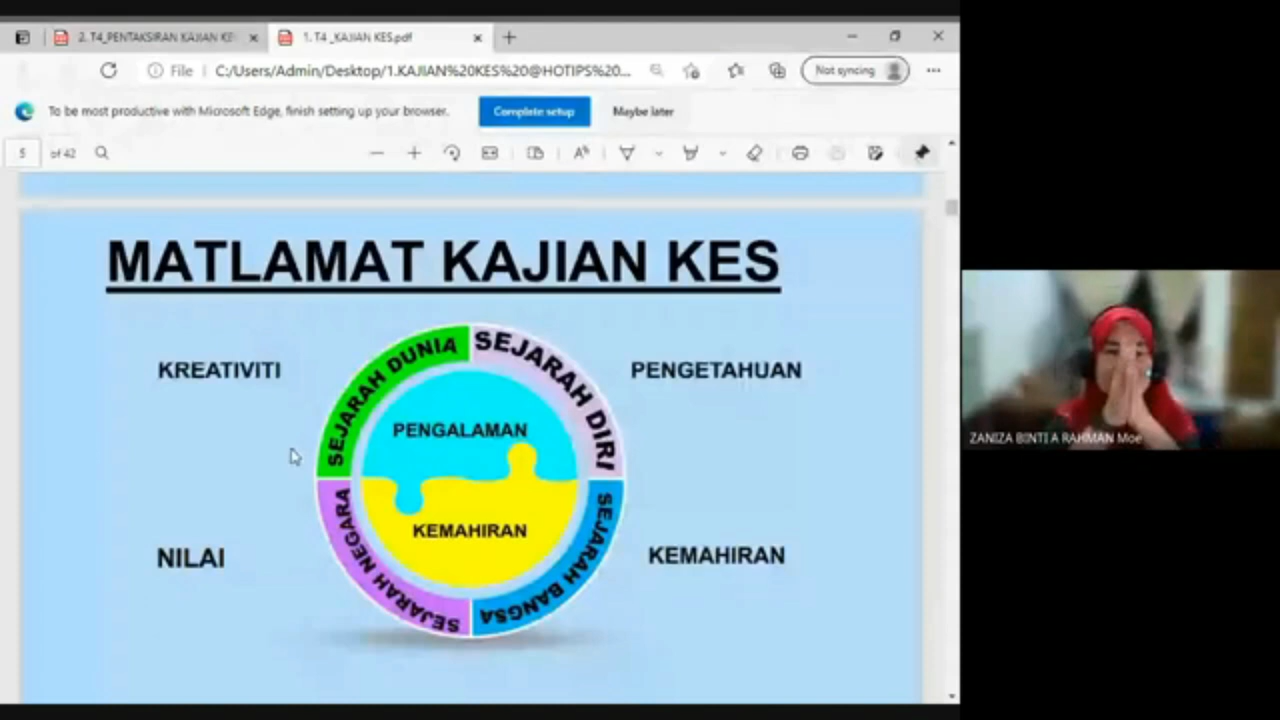 2. T4_PENTAKSIRAN KAJIAN KE
1. T4 _KAJIAN KES.pdf
File
C:/Users/Admin/Desktop/1.KAJIAN%20KES%20@HOTIPS%20...
Not syncing
To be most productive with Microsoft Edge, finish setting up your browser.
Complete setup
Maybe later
5 of 42
MATLAMAT KAJIAN KES
KREATIVITI
SEJARAH DUNIA
SEJARAH DIRI
PENGETAHUAN
PENGALAMAN
KEMAHIRAN
NILAI
SEJARAH NEGARA
SEJARAH BANGSA
KEMAHIRAN
ZANIZA BINTI A RAHMAN Moe